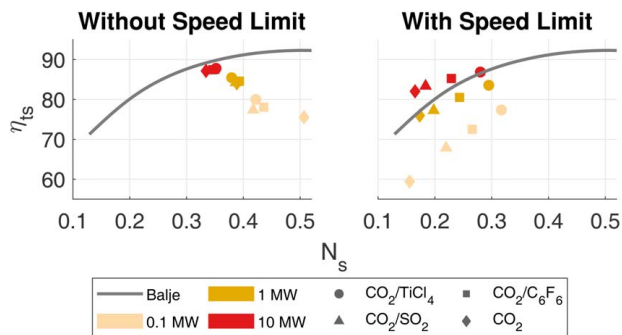 Without Speed Limit With Speed Limit
η_ts
90
80
70
60
0.1 0.2 0.3 0.4 0.5 0.1 0.2 0.3 0.4 0.5
N_s
Balje 1 MW CO₂/TiCl₄ CO₂/C₆F₆
0.1 MW 10 MW CO₂/SO₂ CO₂